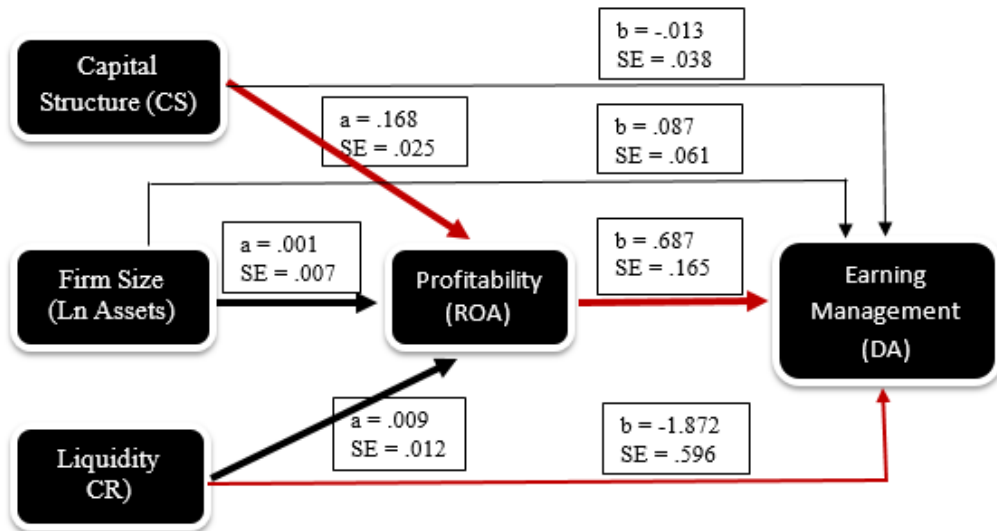 Capital
Structure (CS)
b = -.013
SE = .038
a = .168
SE = .025
b = .087
SE = .061
Firm Size
(Ln Assets)
a = .001
SE = .007
Profitability
(ROA)
b = .687
SE = .165
Earning
Management
(DA)
Liquidity
CR)
a = .009
SE = .012
b = -1.872
SE = .596